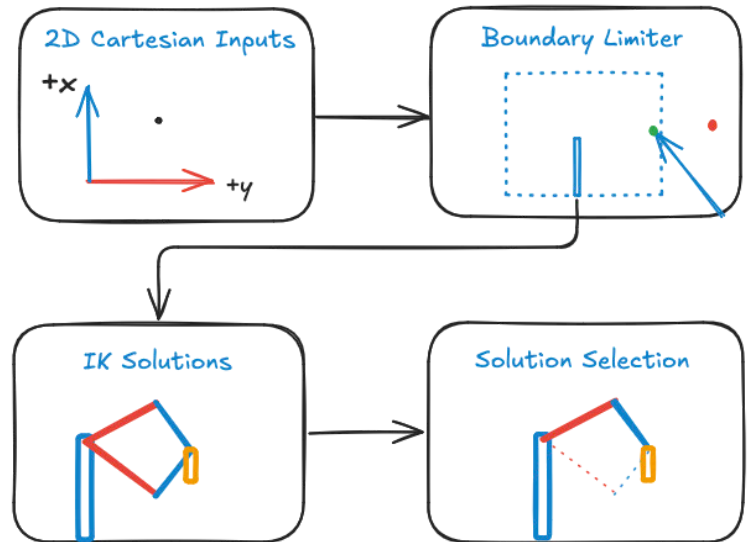 2D Cartesian Inputs
+x
+y
Boundary Limiter
IK Solutions
Solution Selection